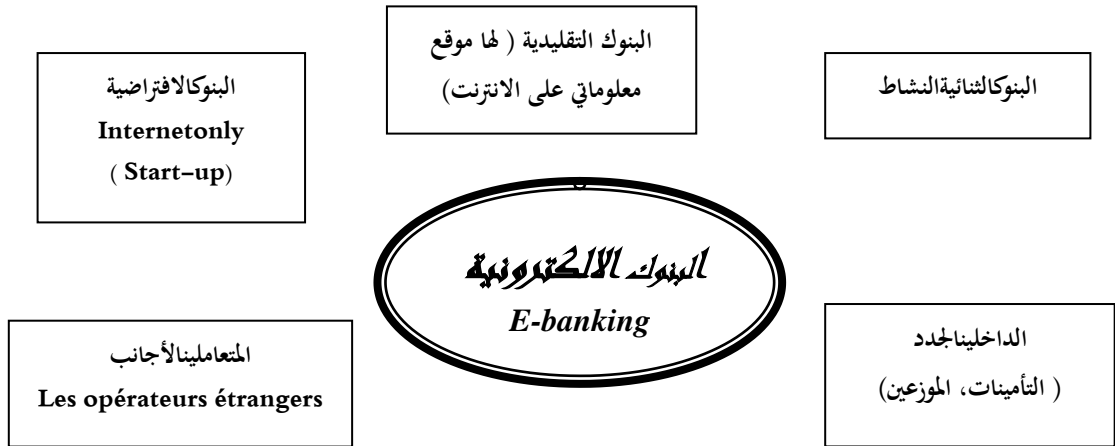 البنوك التقليدية ( لها موقع
معلوماتي على الانترنت)
البنوكالثنائيةالنشاط
البنوكالافتراضية
Internetonly
( Start–up)
البنوك الالكترونية
E-banking
الداخلينالجدد
( التأمينات، الموزعين)
المتعاملينالأجانب
Les opérateurs étrangers